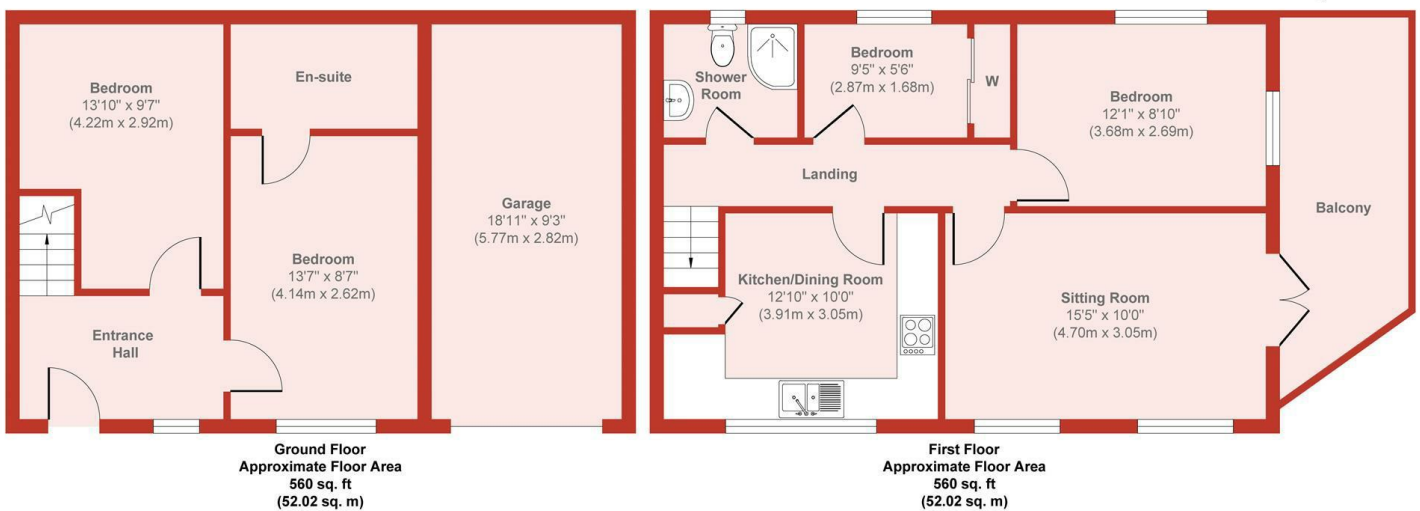 Bedroom
13'10" x 9'7"
(4.22m x 2.92m)
En-suite
Garage
18'11" x 9'3"
(5.77m x 2.82m)
Bedroom
13'7" x 8'7"
(4.14m x 2.62m)
Entrance
Hall
Ground Floor
Approximate Floor Area
560 sq. ft
(52.02 sq. m)
Shower
Room
Bedroom
9'5" x 5'6"
(2.87m x 1.68m)
W
Bedroom
12'1" x 8'10"
(3.68m x 2.69m)
Landing
Balcony
Kitchen/Dining Room
12'10" x 10'0"
(3.91m x 3.05m)
Sitting Room
15'5" x 10'0"
(4.70m x 3.05m)
First Floor
Approximate Floor Area
560 sq. ft
(52.02 sq. m)